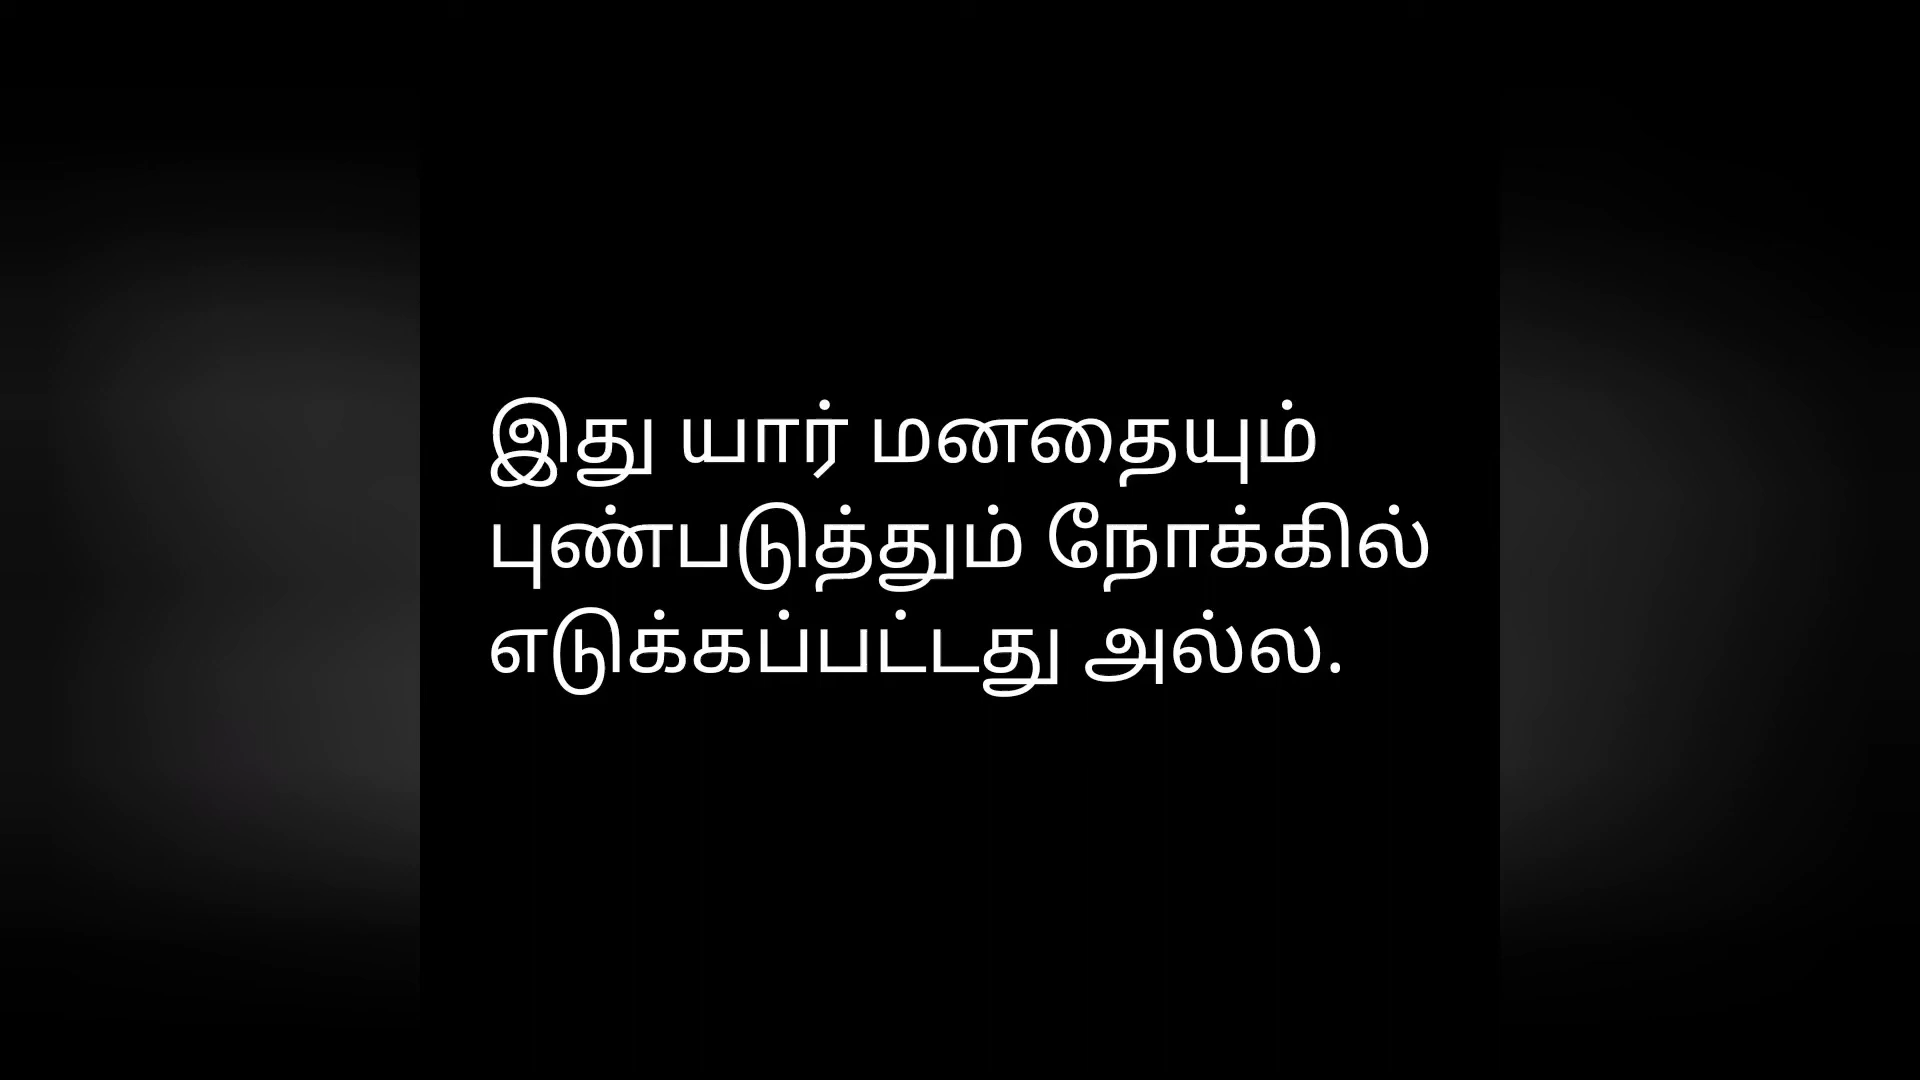 இது யார் மனதையும்
புண்படுத்தும் நோக்கில்
எடுக்கப்பட்டது அல்ல.